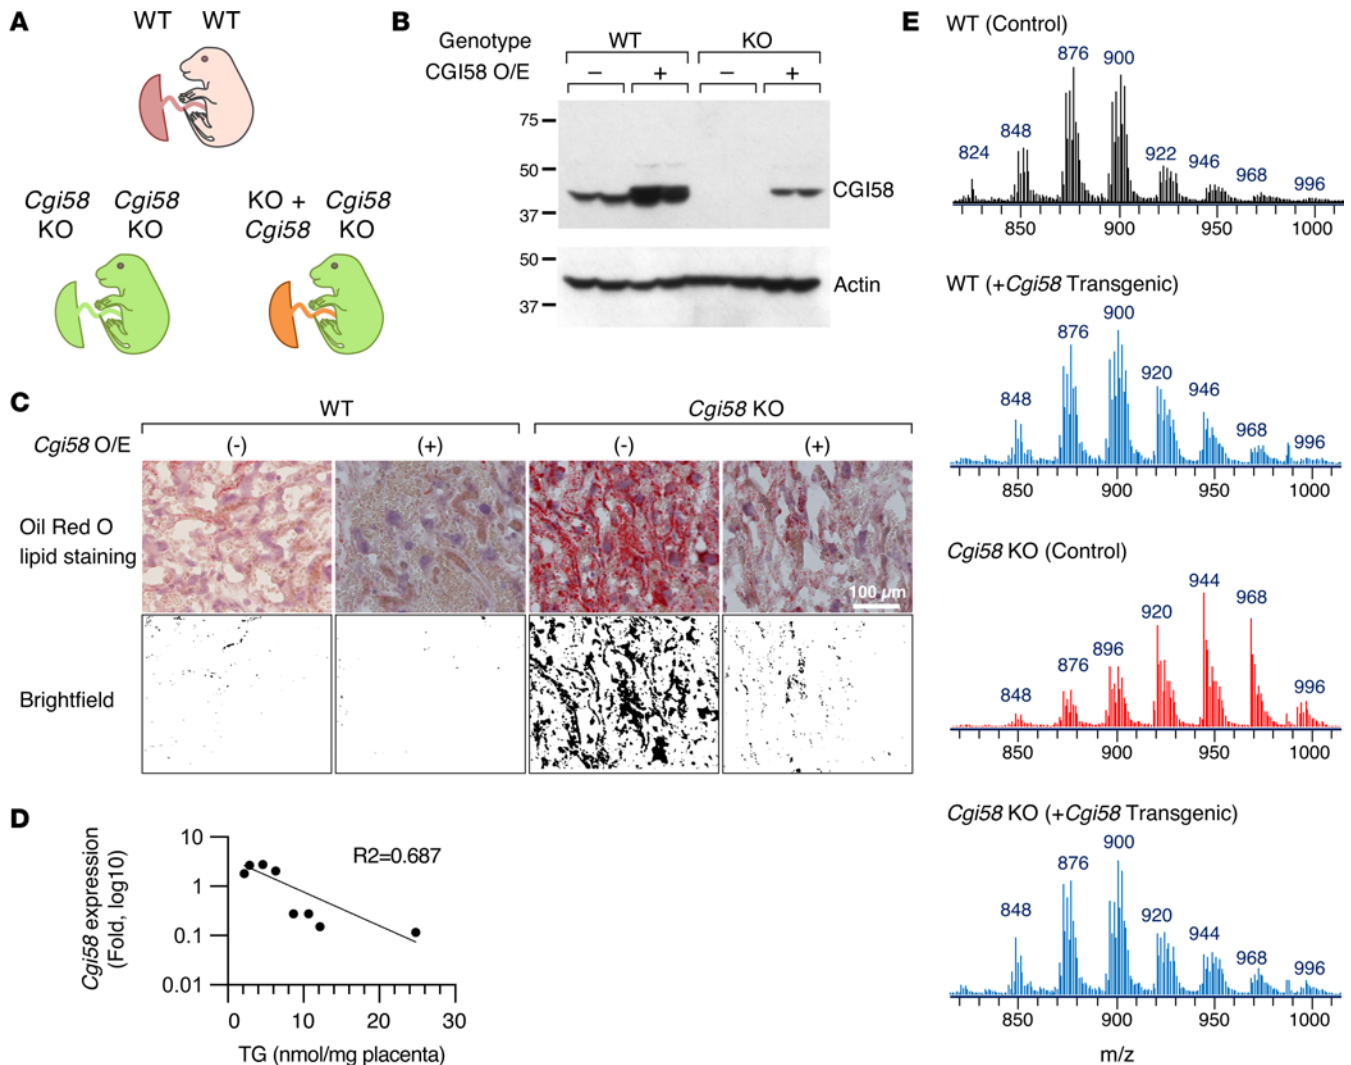 A
WT WT
Cgi58 KO
Cgi58 KO
KO + Cgi58
Cgi58 KO
B
Genotype WT KO
CGI58 O/E − + − +
75
50
37
CGI58
50
37
Actin
C
WT Cgi58 KO
Cgi58 O/E (-) (+) (-) (+)
Oil Red O
lipid staining
100 µm
Brightfield
D
Cgi58 expression
(Fold, log10)
10
1
0.1
0.01
R2=0.687
0 10 20 30
TG (nmol/mg placenta)
E
WT (Control)
824 848 876 900 922 946 968 996
850 900 950 1000
WT (+Cgi58 Transgenic)
848 876 900 920 946 968 996
850 900 950 1000
Cgi58 KO (Control)
848 876 896 920 944 968 996
850 900 950 1000
Cgi58 KO (+Cgi58 Transgenic)
848 876 900 920 944 968 996
850 900 950 1000
m/z